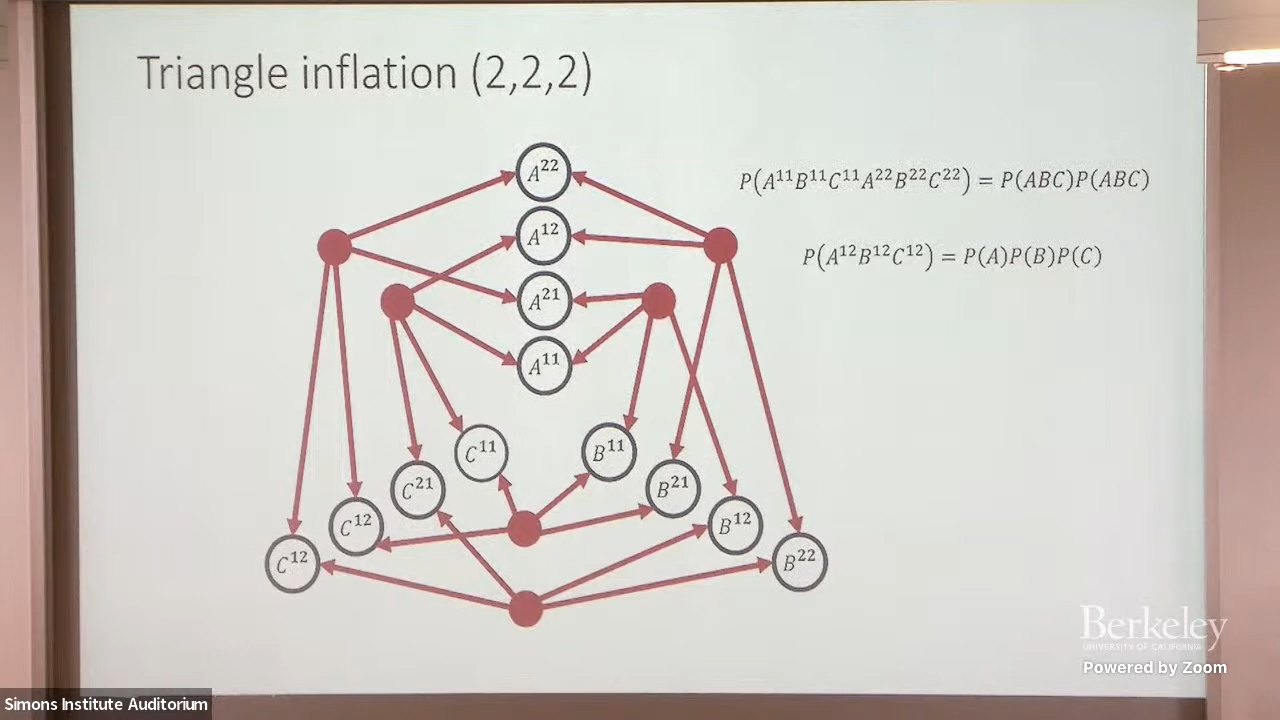 Triangle inflation (2,2,2)
A²²
P(A¹¹B¹¹C¹¹A²²B²²C²²) = P(ABC)P(ABC)
A¹²
P(A¹²B¹²C¹²) = P(A)P(B)P(C)
A²¹
A¹¹
C¹¹
B¹¹
C²¹
B²¹
C¹²
B¹²
C¹²
B²²
Berkeley
UNIVERSITY OF CALIFORNIA
Powered by Zoom
Simons Institute Auditorium